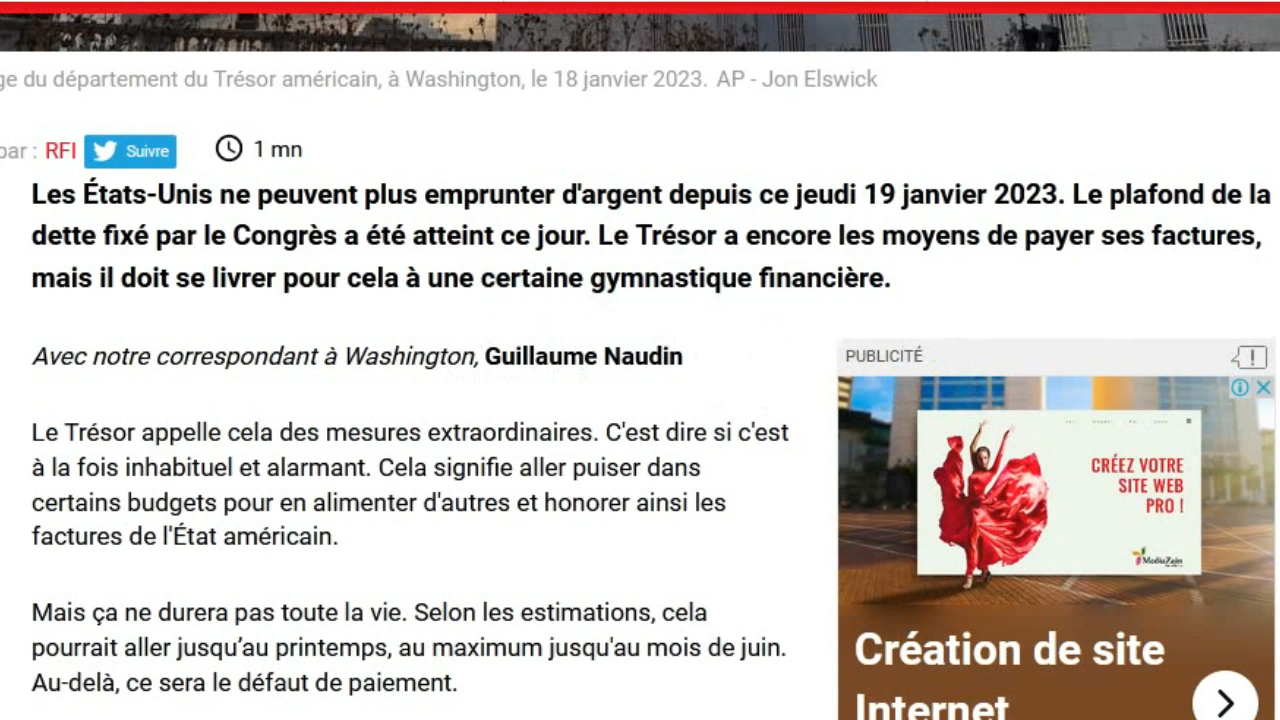 ge du département du Trésor américain, à Washington, le 18 janvier 2023. AP - Jon Elswick
par : RFI Suivre 1 mn
Les États-Unis ne peuvent plus emprunter d'argent depuis ce jeudi 19 janvier 2023. Le plafond de la
dette fixé par le Congrès a été atteint ce jour. Le Trésor a encore les moyens de payer ses factures,
mais il doit se livrer pour cela à une certaine gymnastique financière.
Avec notre correspondant à Washington, Guillaume Naudin
Le Trésor appelle cela des mesures extraordinaires. C'est dire si c'est
à la fois inhabituel et alarmant. Cela signifie aller puiser dans
certains budgets pour en alimenter d'autres et honorer ainsi les
factures de l'État américain.
Mais ça ne durera pas toute la vie. Selon les estimations, cela
pourrait aller jusqu’au printemps, au maximum jusqu'au mois de juin.
Au-delà, ce sera le défaut de paiement.
PUBLICITÉ
CRÉEZ VOTRE
SITE WEB
PRO !
MediaZain
Création de site
Internet